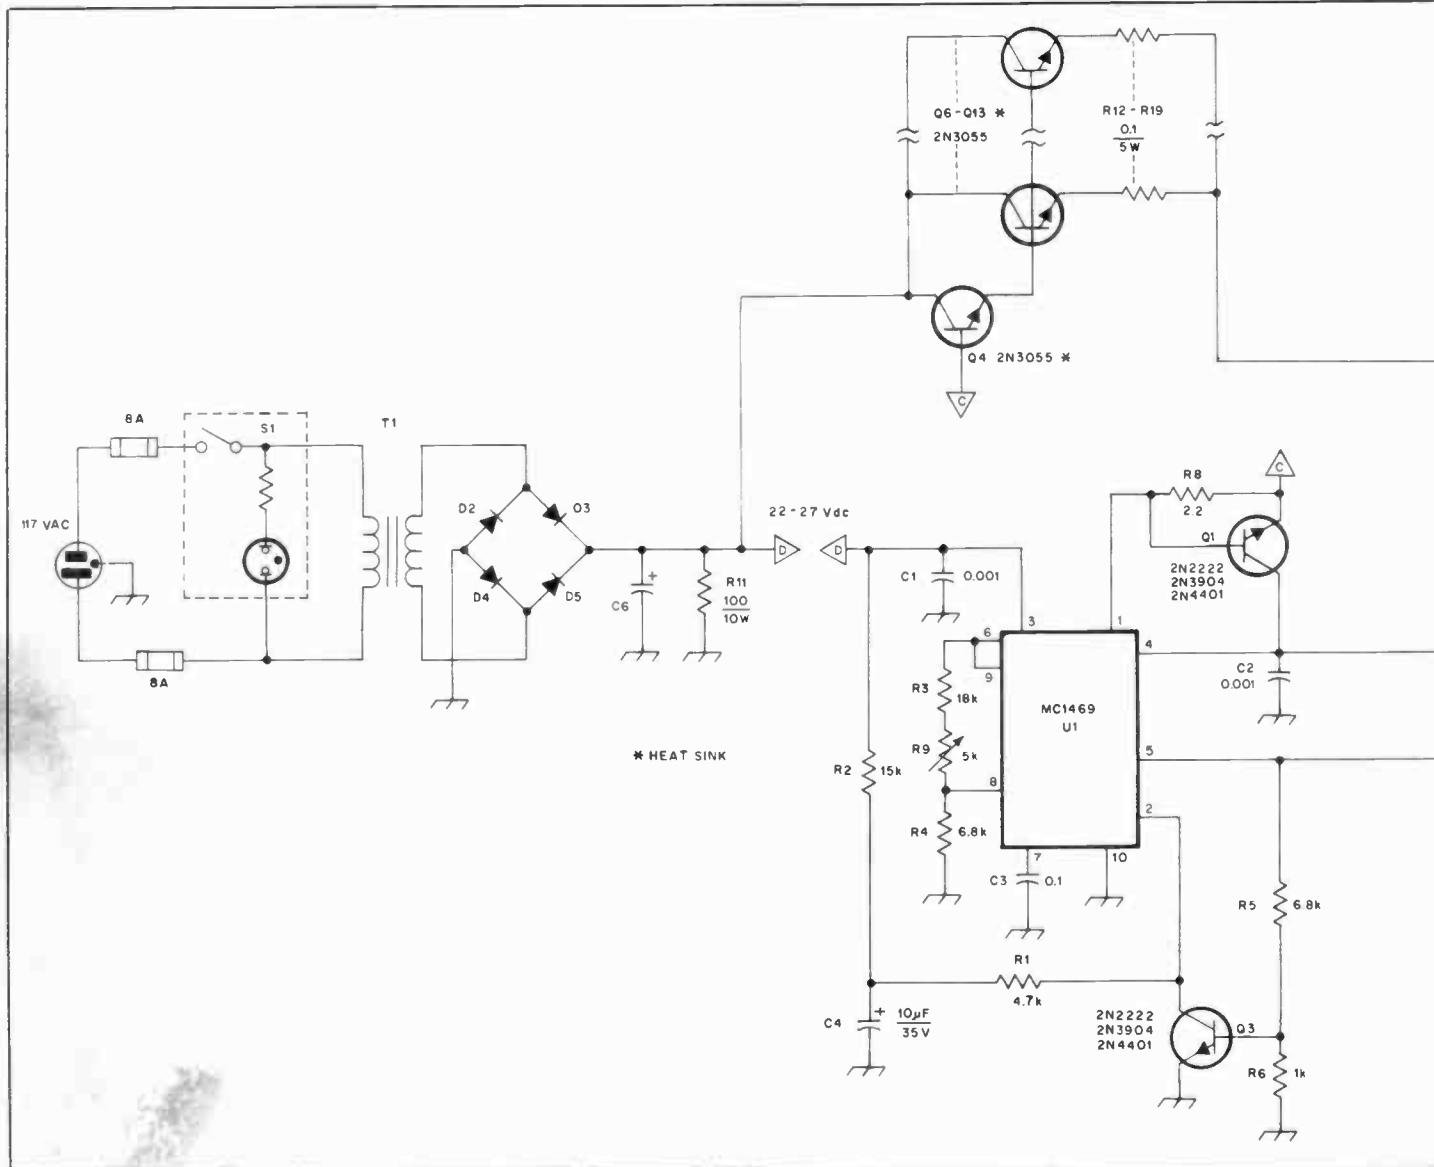 Q6-Q13 *
2N3055
R12 - R19
0.1
5W
Q4 2N3055 *
C
8A
S1
T1
117 VAC
8A
D2
D3
D4
D5
C6
+
R11
100
10W
22-27 Vdc
D
D
C1
0.001
C
R8
2.2
Q1
2N2222
2N3904
2N4401
3
1
6
4
9
R3
18k
C2
0.001
MC1469
U1
R9
5k
5
* HEAT SINK
R2
15k
8
2
R4
6.8k
7
10
C3
0.1
R5
6.8k
R1
4.7k
C4
+
10µF
35V
2N2222
2N3904
2N4401
Q3
R6
1k